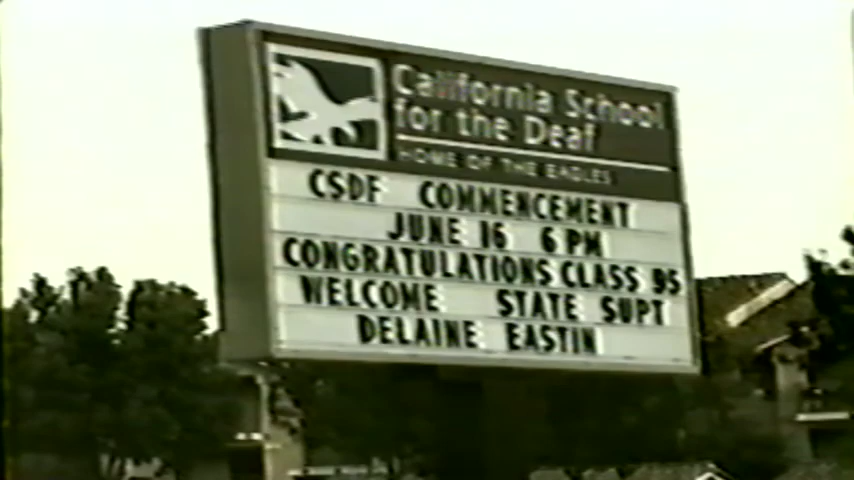 California School
for the Deaf
HOME OF THE EAGLES
CSDF COMMENCEMENT
JUNE 16 6 PM
CONGRATULATIONS CLASS 95
WELCOME STATE SUPT
DELAINE EASTIN